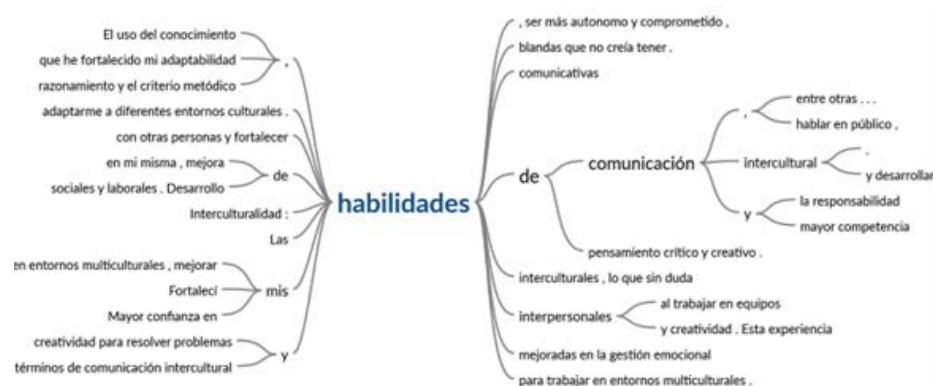 El uso del conocimiento
que he fortalecido mi adaptabilidad
razonamiento y el criterio metódico
,
adaptarme a diferentes entornos culturales .
con otras personas y fortalecer
en mi misma , mejora
sociales y laborales . Desarrollo
de
Interculturalidad :
Las
en entornos multiculturales , mejorar
Fortalecí
Mayor confianza en
mis
creatividad para resolver problemas
términos de comunicación intercultural
y
habilidades
, ser más autonomo y comprometido ,
blandas que no creía tener .
comunicativas
de
comunicación
,
entre otras . . .
hablar en público ,
intercultural
.
y desarrollar
y
la responsabilidad
mayor competencia
pensamiento crítico y creativo .
interculturales , lo que sin duda
interpersonales
al trabajar en equipos
y creatividad . Esta experiencia
mejoradas en la gestión emocional
para trabajar en entornos multiculturales .